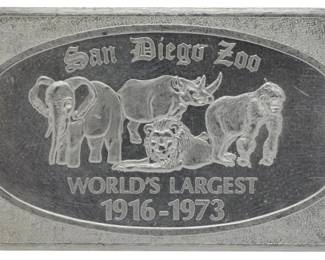 San Diego Zoo
WORLD'S LARGEST
1916-1973